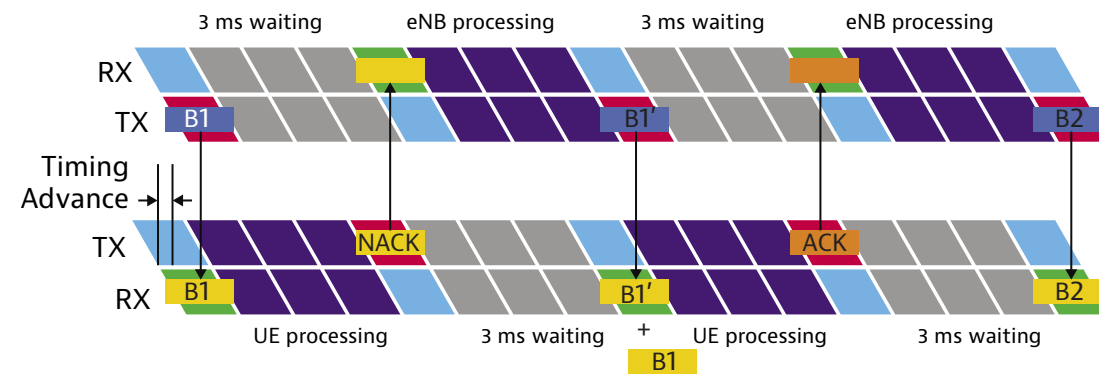 3 ms waiting eNB processing 3 ms waiting eNB processing
RX
TX B1 B1′ B2
Timing
Advance
TX NACK ACK
RX B1 B1′ B2
UE processing 3 ms waiting + UE processing 3 ms waiting
B1